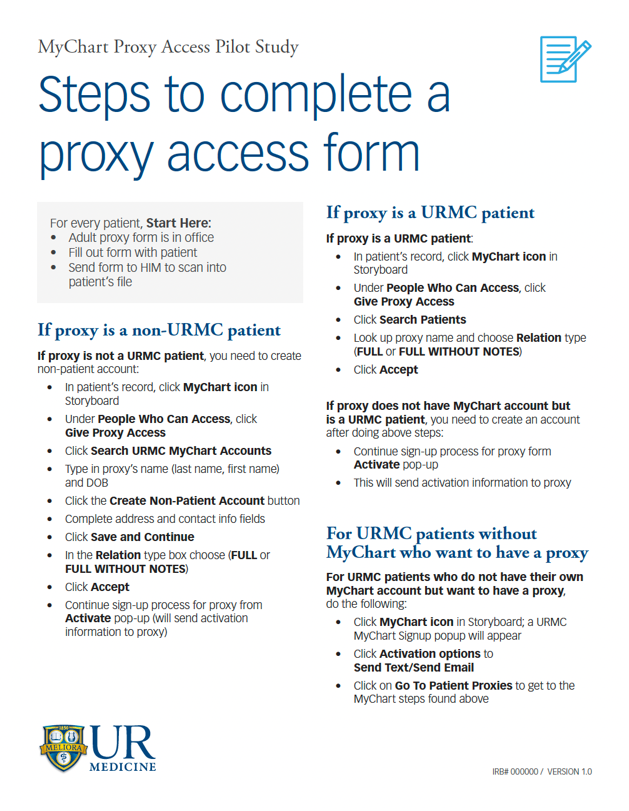 MyChart Proxy Access Pilot Study
Steps to complete a
proxy access form
For every patient, Start Here:
• Adult proxy form is in office
• Fill out form with patient
• Send form to HIM to scan into
patient's file
If proxy is a non-URMC patient
If proxy is not a URMC patient, you need to create
non-patient account:
• In patient's record, click MyChart icon in
Storyboard
• Under People Who Can Access, click
Give Proxy Access
• Click Search URMC MyChart Accounts
• Type in proxy's name (last name, first name)
and DOB
• Click the Create Non-Patient Account button
• Complete address and contact info fields
• Click Save and Continue
• In the Relation type box choose (FULL or
FULL WITHOUT NOTES)
• Click Accept
• Continue sign-up process for proxy from
Activate pop-up (will send activation
information to proxy)
If proxy is a URMC patient
If proxy is a URMC patient:
• In patient's record, click MyChart icon in
Storyboard
• Under People Who Can Access, click
Give Proxy Access
• Click Search Patients
• Look up proxy name and choose Relation type
(FULL or FULL WITHOUT NOTES)
• Click Accept
If proxy does not have MyChart account but
is a URMC patient, you need to create an account
after doing above steps:
• Continue sign-up process for proxy form
Activate pop-up
• This will send activation information to proxy
For URMC patients without
MyChart who want to have a proxy
For URMC patients who do not have their own
MyChart account but want to have a proxy,
do the following:
• Click MyChart icon in Storyboard; a URMC
MyChart Signup popup will appear
• Click Activation options to
Send Text/Send Email
• Click on Go To Patient Proxies to get to the
MyChart steps found above
MELIORA
UR
MEDICINE
IRB# 000000 / VERSION 1.0